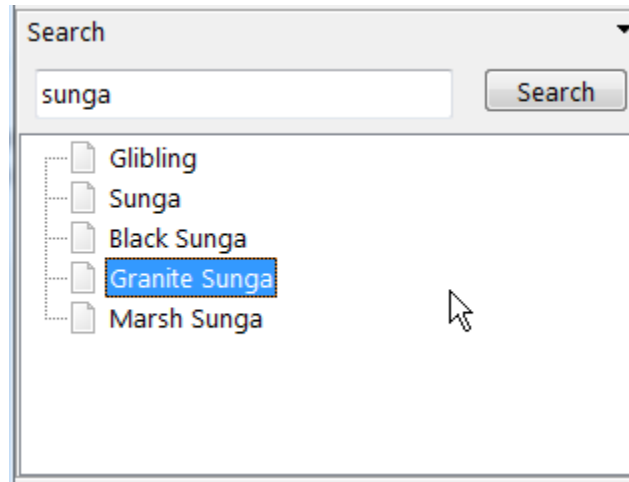 Search
sunga Search
Glibling
Sunga
Black Sunga
Granite Sunga
Marsh Sunga